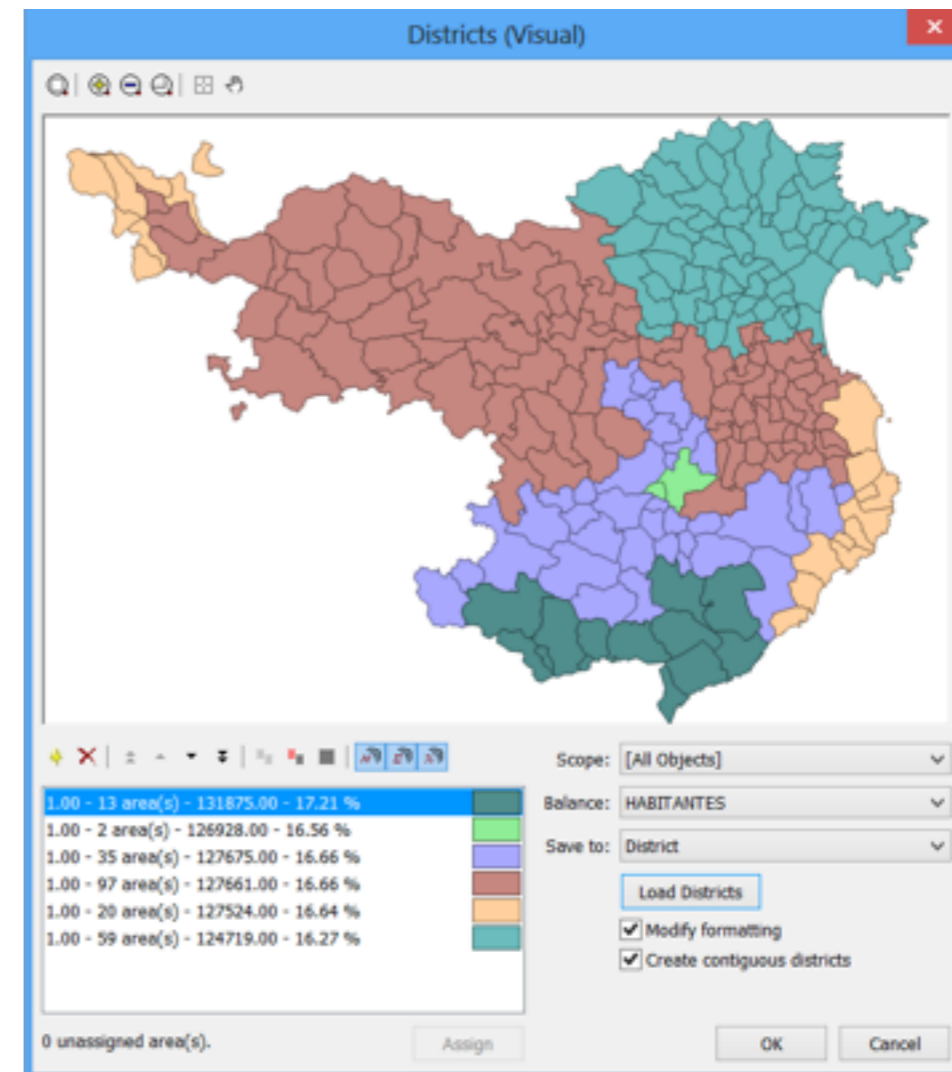 Districts (Visual)
Scope: [All Objects]
1.00 - 13 area(s) - 131875.00 - 17.21 %
Balance: HABITANTES
1.00 - 2 area(s) - 126928.00 - 16.56 %
1.00 - 35 area(s) - 127675.00 - 16.66 %
Save to: District
1.00 - 97 area(s) - 127661.00 - 16.66 %
Load Districts
1.00 - 20 area(s) - 127524.00 - 16.64 %
Modify formatting
1.00 - 59 area(s) - 124719.00 - 16.27 %
Create contiguous districts
0 unassigned area(s).
Assign
OK
Cancel